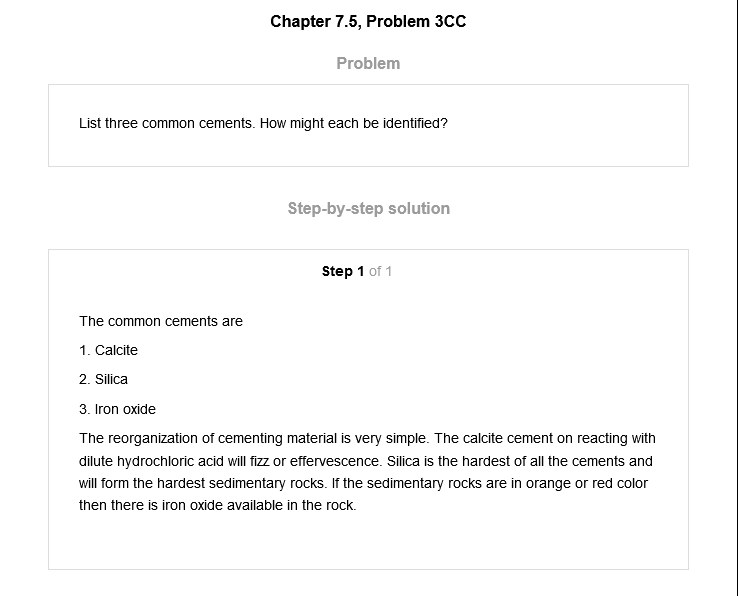 Chapter 7.5, Problem 3CC
Problem
List three common cements. How might each be identified?
Step-by-step solution
Step 1 of 1
The common cements are
1. Calcite
2. Silica
3. Iron oxide
The reorganization of cementing material is very simple. The calcite cement on reacting with
dilute hydrochloric acid will fizz or effervescence. Silica is the hardest of all the cements and
will form the hardest sedimentary rocks. If the sedimentary rocks are in orange or red color
then there is iron oxide available in the rock.